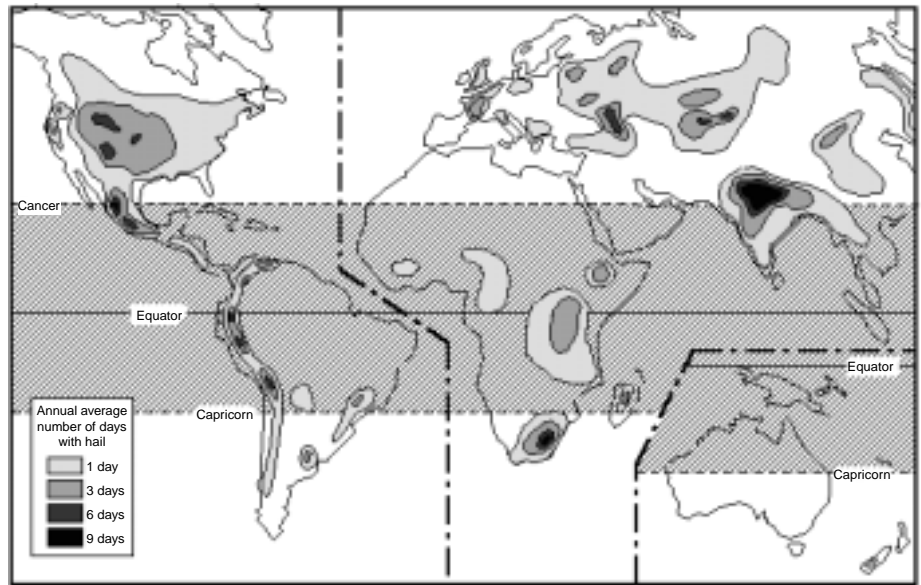 Cancer
Equator
Equator
Capricorn
Capricorn
Annual average
number of days
with hail
1 day
3 days
6 days
9 days